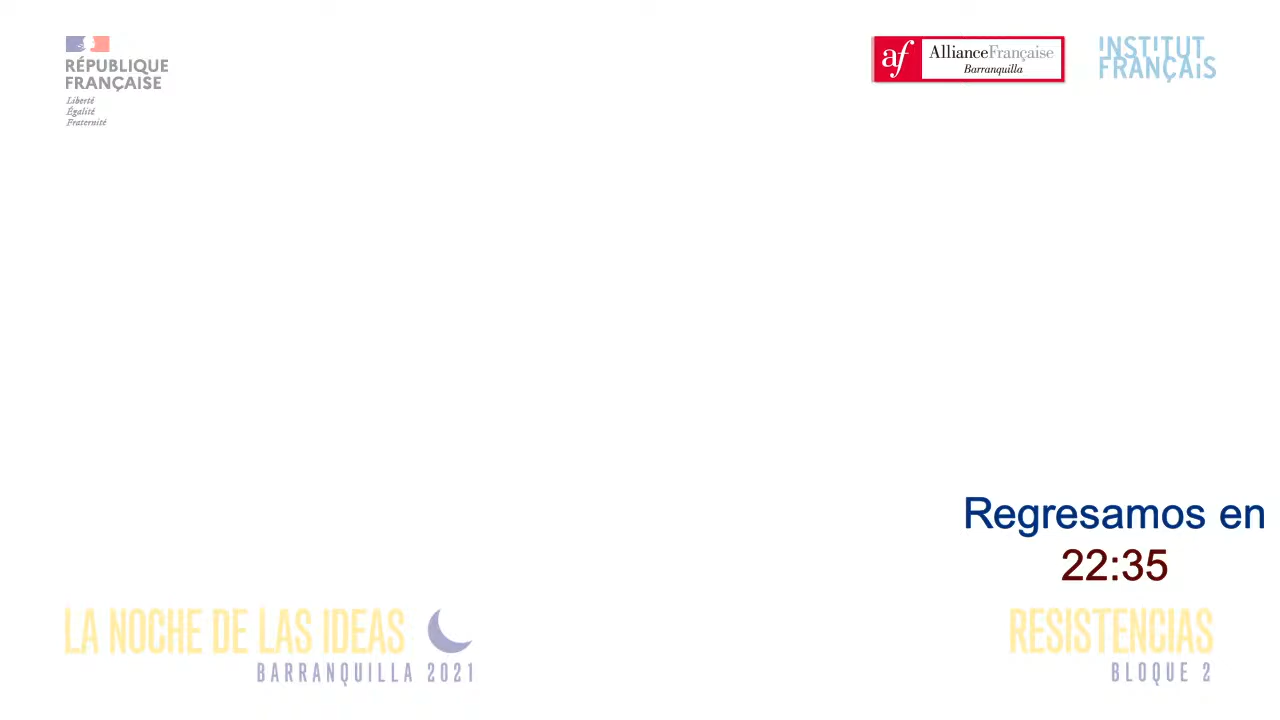 RÉPUBLIQUE
FRANÇAISE
Liberté
Égalité
Fraternité
af AllianceFrançaise
Barranquilla
INSTITUT
FRANÇAIS
Regresamos en
22:35
LA NOCHE DE LAS IDEAS
BARRANQUILLA 2021
RESISTENCIAS
BLOQUE 2